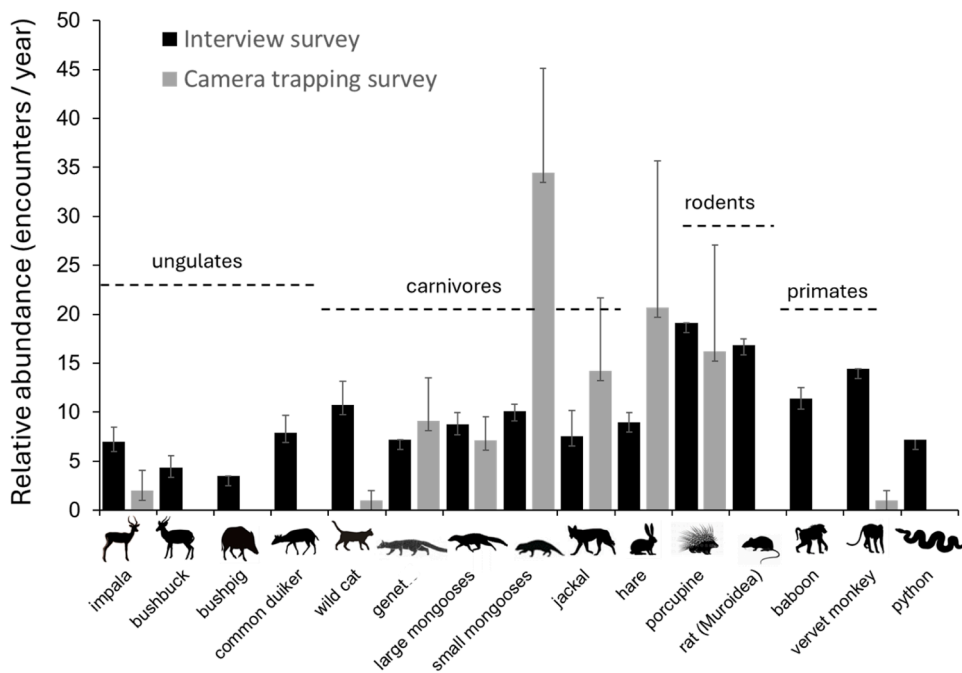 Relative abundance (encounters / year)
50
45
40
35
30
25
20
15
10
5
0
Interview survey
Camera trapping survey
ungulates
carnivores
rodents
primates
impala
bushbuck
bushpig
common duiker
wild cat
genet...
large mongooses
small mongooses
jackal
hare
porcupine
rat (Muroidea)
baboon
vervet monkey
python